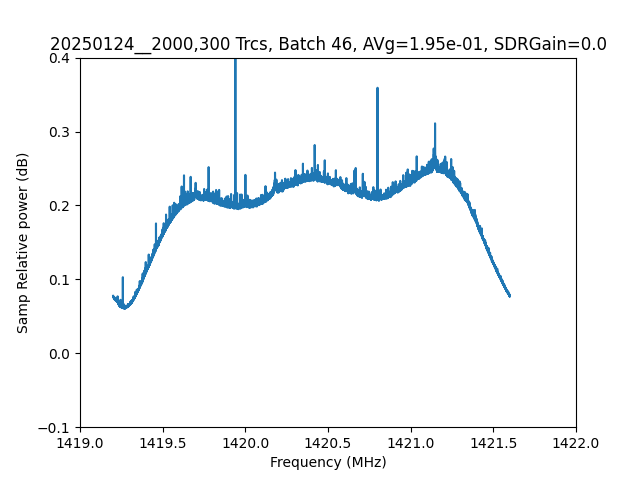 20250124__2000,300 Trcs, Batch 46, AVg=1.95e-01, SDRGain=0.0
Samp Relative power (dB)
0.4
0.3
0.2
0.1
0.0
−0.1
1419.0 1419.5 1420.0 1420.5 1421.0 1421.5 1422.0
Frequency (MHz)